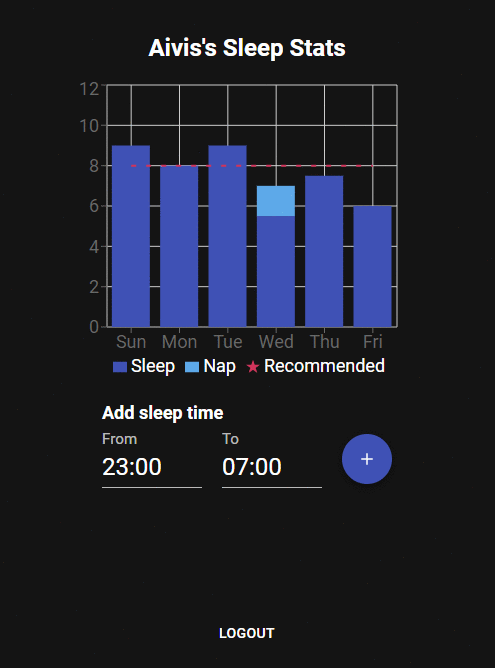 Aivis's Sleep Stats
12
10
8
6
4
2
0
Sun Mon Tue Wed Thu Fri
Sleep Nap Recommended
Add sleep time
From To
23:00 07:00
+
LOGOUT